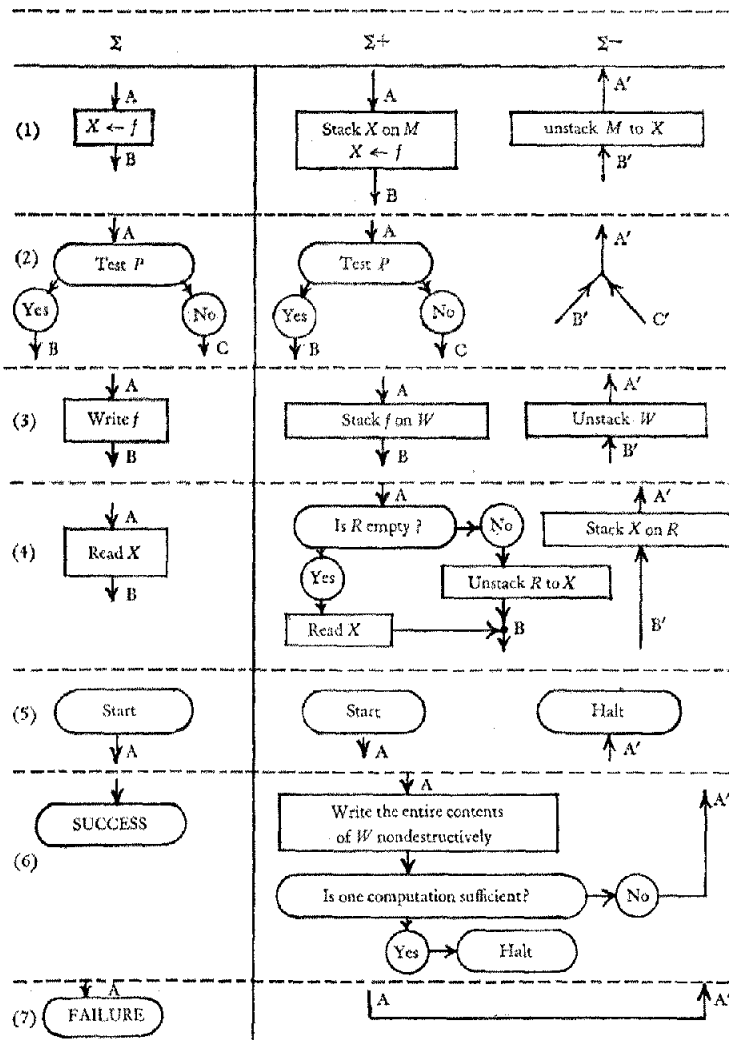 Σ Σ+ Σ−
(1)
A
X ← f
B
A
Stack X on M
X ← f
B
A′
unstack M to X
B′
(2)
A
Test P
Yes
No
B
C
A
Test P
Yes
No
B
C
A′
B′
C′
(3)
A
Write f
B
A
Stack f on W
B
A′
Unstack W
B′
(4)
A
Read X
B
A
Is R empty ?
No
Yes
Unstack R to X
Read X
B
A′
Stack X on R
B′
(5)
Start
A
Start
A
Halt
A′
(6)
SUCCESS
A
Write the entire contents
of W nondestructively
Is one computation sufficient?
No
Yes
Halt
A′
(7)
A
FAILURE
A
A′